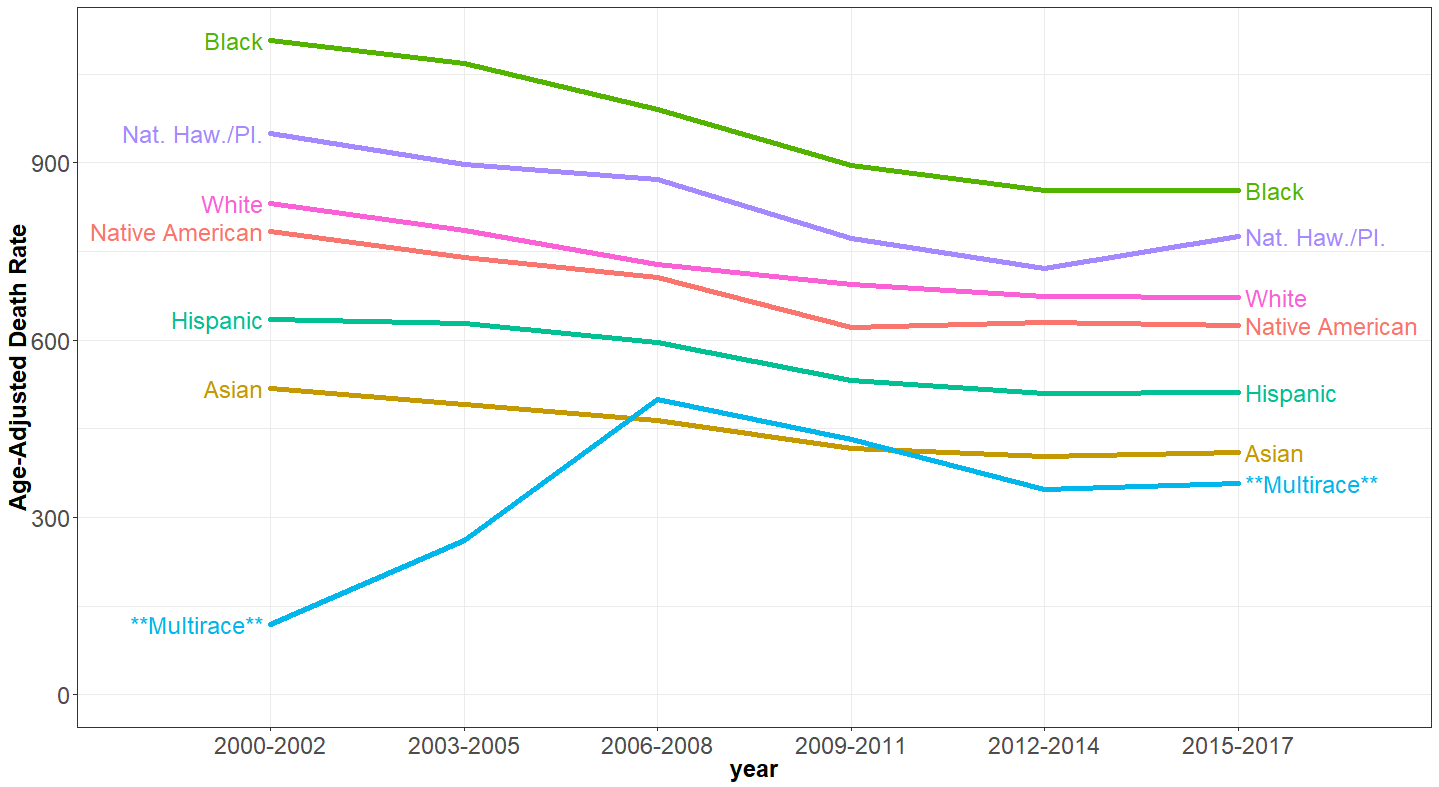 Black
Nat. Haw./PI.
White
Native American
Hispanic
Asian
**Multirace**
Black
Nat. Haw./PI.
White
Native American
Hispanic
Asian
**Multirace**
Age-Adjusted Death Rate
900
600
300
0
2000-2002 2003-2005 2006-2008 2009-2011 2012-2014 2015-2017
year